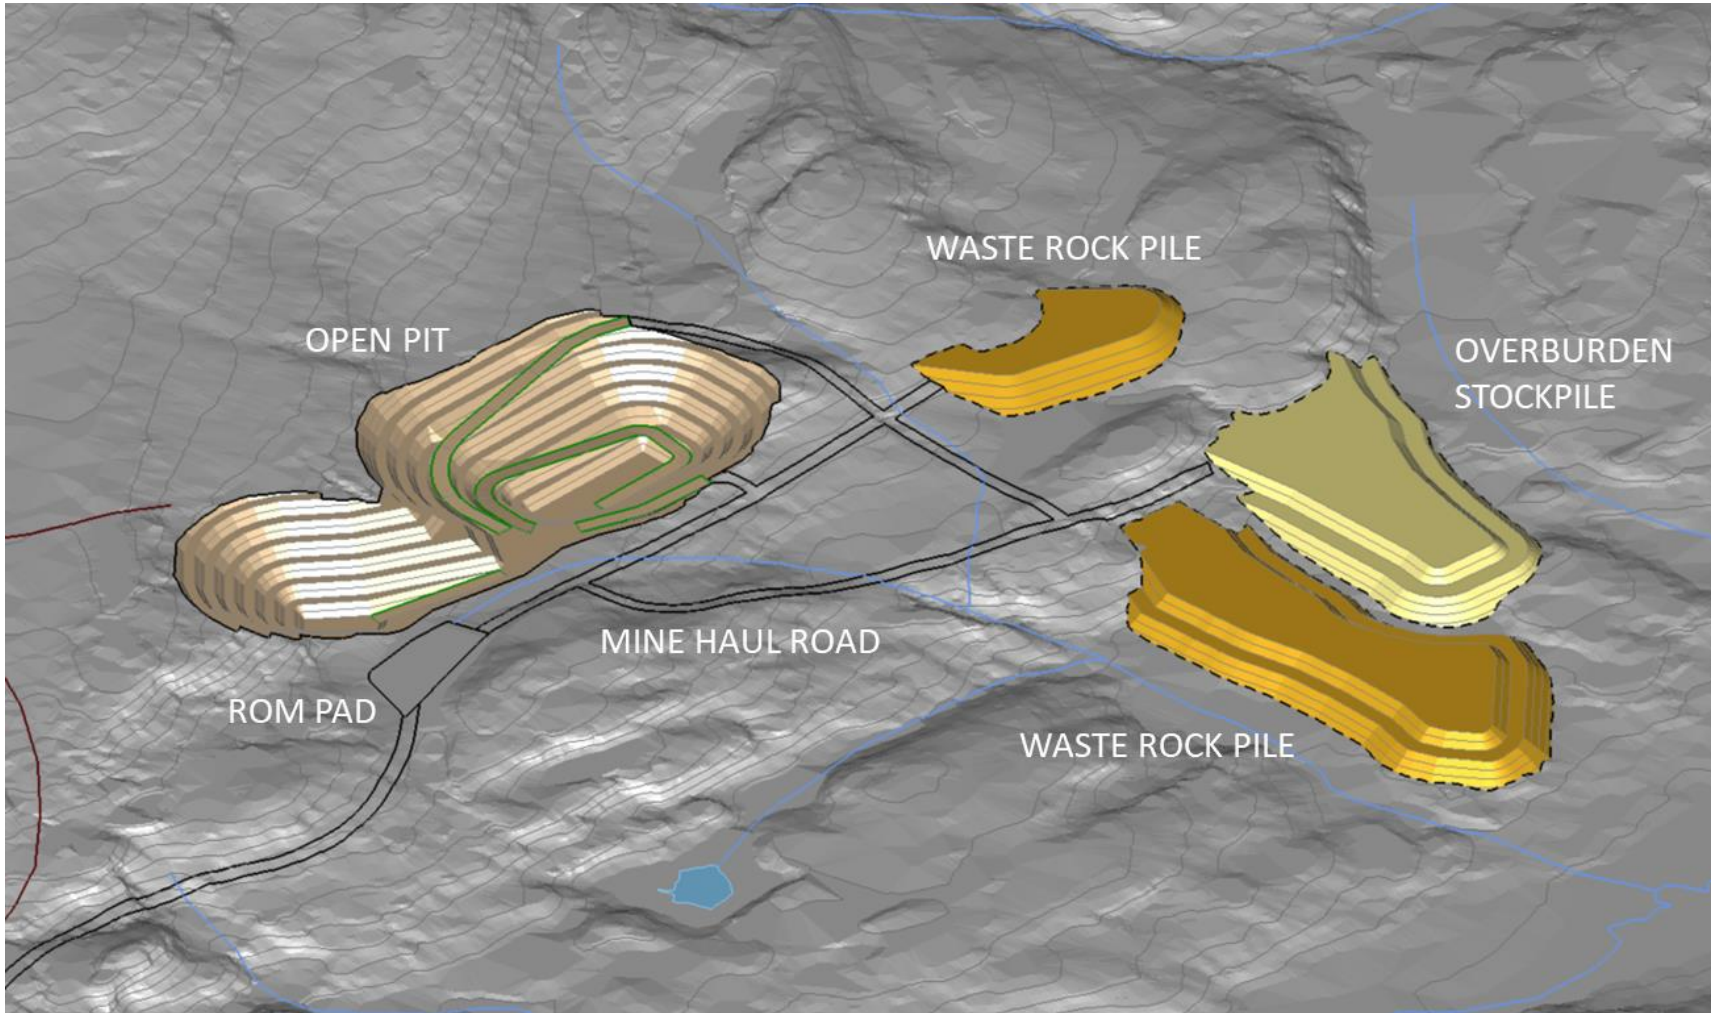 WASTE ROCK PILE
OPEN PIT
OVERBURDEN
STOCKPILE
MINE HAUL ROAD
ROM PAD
WASTE ROCK PILE